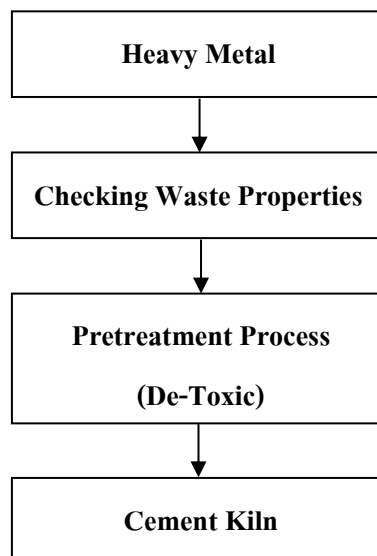 Heavy Metal
Checking Waste Properties
Pretreatment Process
(De-Toxic)
Cement Kiln